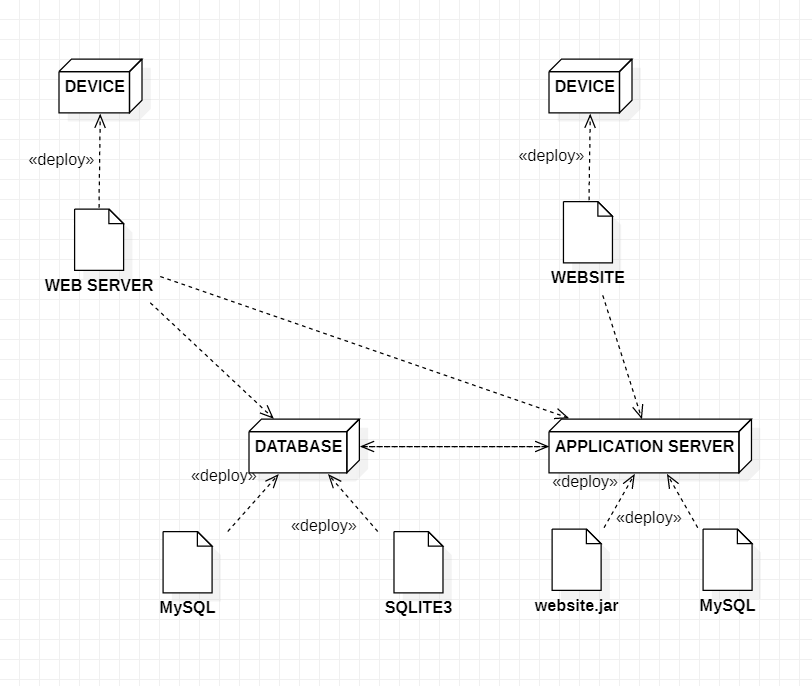 DEVICE
DEVICE
«deploy»
«deploy»
WEB SERVER
WEBSITE
DATABASE
APPLICATION SERVER
«deploy»
«deploy»
«deploy»
«deploy»
MySQL
SQLITE3
website.jar
MySQL